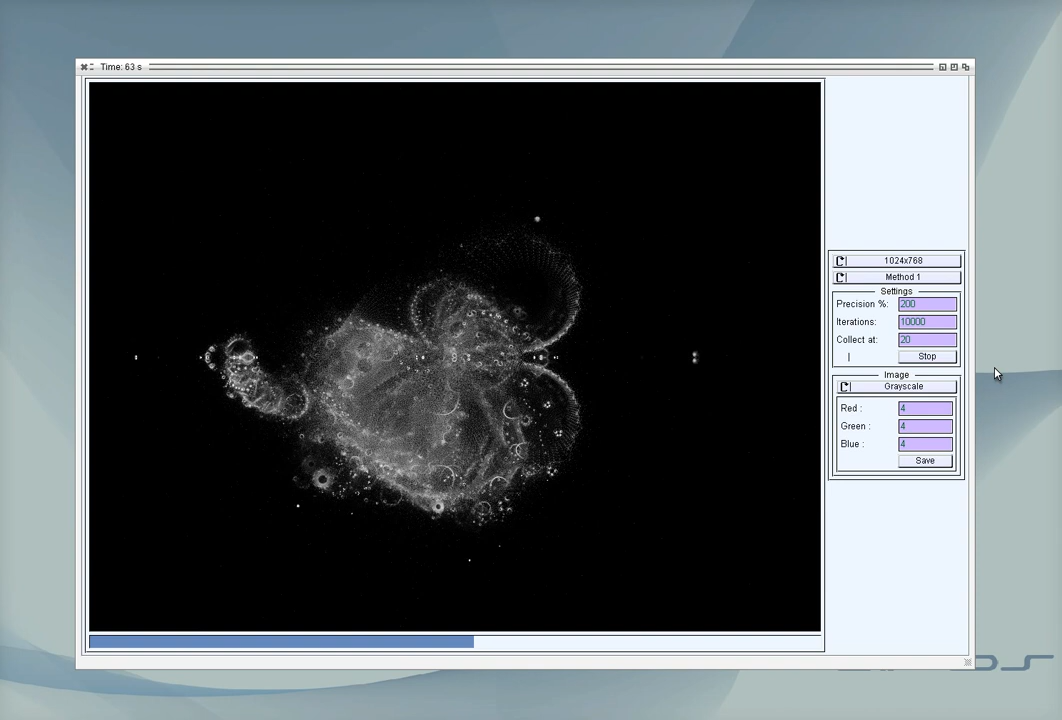 Time: 63 s
1024x768
Method 1
Settings
Precision %: 200
Iterations: 10000
Collect at: 20
Stop
Image
Grayscale
Red : 4
Green : 4
Blue : 4
Save